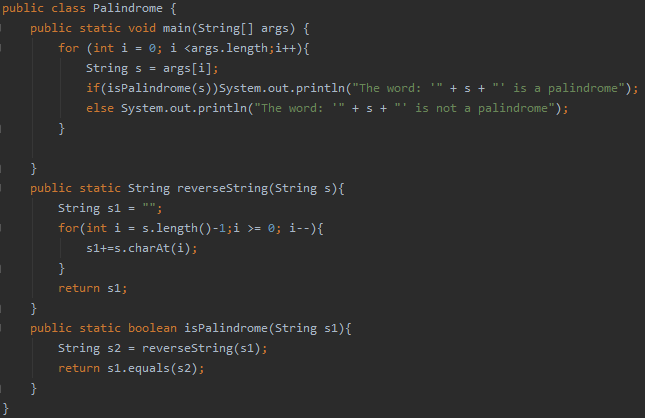 public class Palindrome {
    public static void main(String[] args) {
        for (int i = 0; i <args.length;i++){
            String s = args[i];
            if(isPalindrome(s))System.out.println("The word: '" + s + "' is a palindrome");
            else System.out.println("The word: '" + s + "' is not a palindrome");
        }

    }
    public static String reverseString(String s){
        String s1 = "";
        for(int i = s.length()-1;i >= 0; i--){
            s1+=s.charAt(i);
        }
        return s1;
    }
    public static boolean isPalindrome(String s1){
        String s2 = reverseString(s1);
        return s1.equals(s2);
    }
}